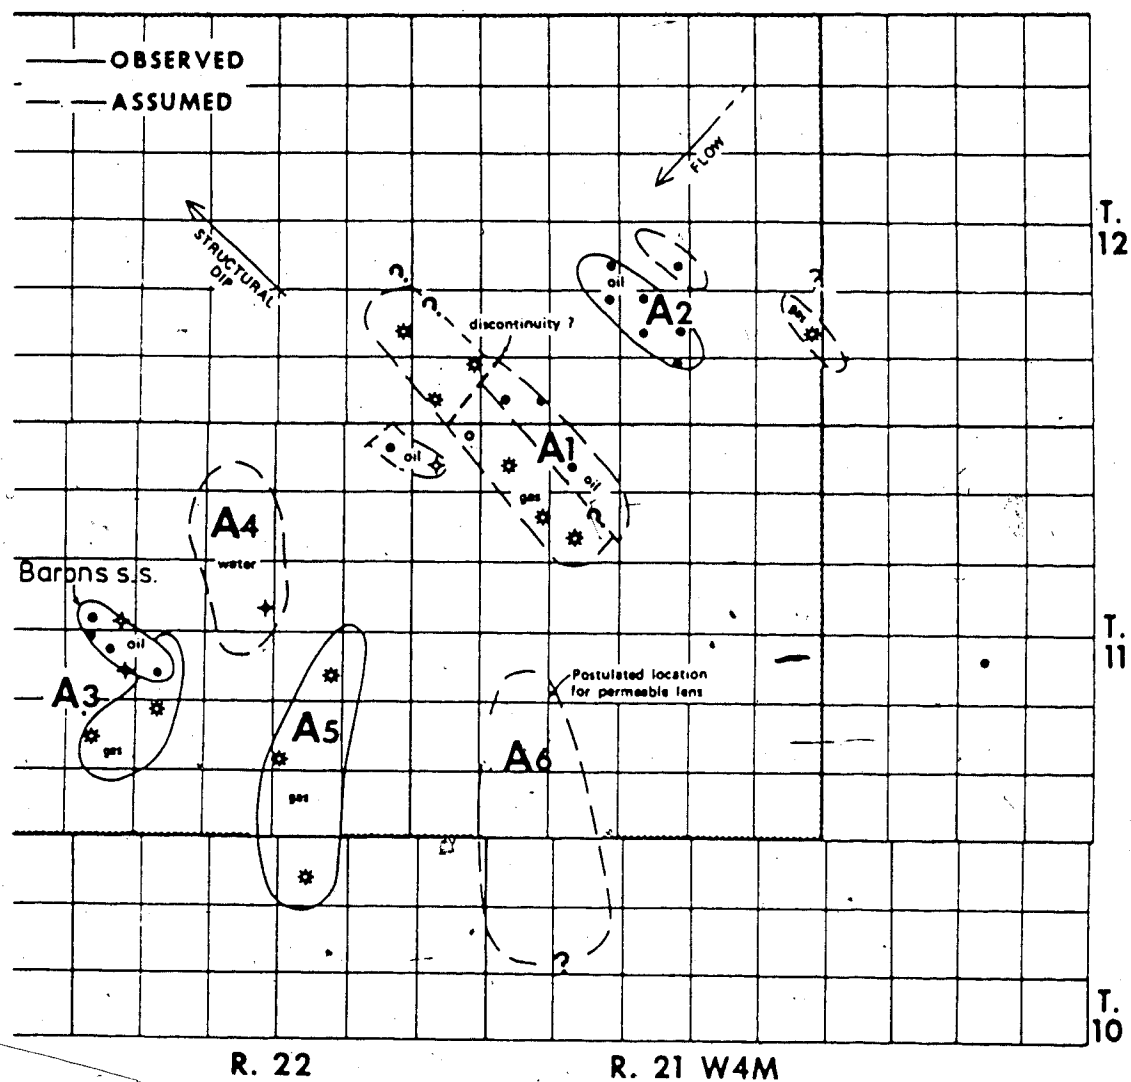 OBSERVED
ASSUMED
FLOW
T.
12
STRUCTURAL
DIP
?
?
?
oil
A2
gas
discontinuity ?
A1
oil
oil
gas
?
A4
water
Barons s.s.
oil
T.
11
A3
gas
Postulated location
for permeable lens
A5
A6
gas
?
T.
10
R. 22
R. 21 W4M